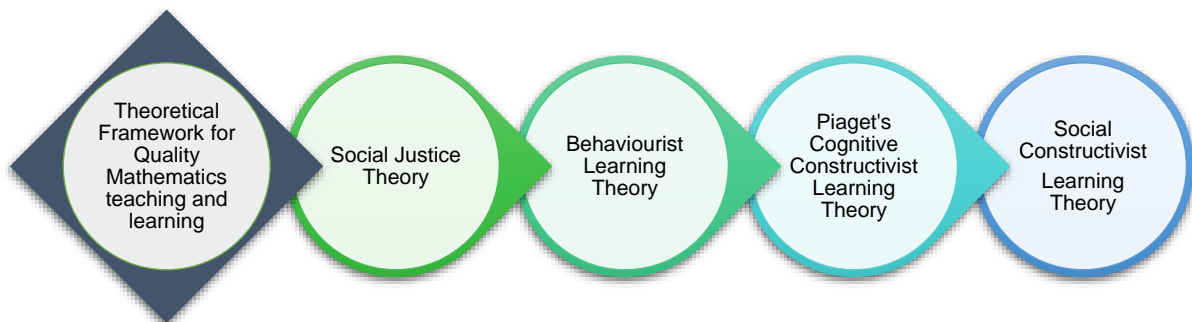 Theoretical
Framework for
Quality
Mathematics
teaching and
learning
Social Justice
Theory
Behaviourist
Learning
Theory
Piaget's
Cognitive
Constructivist
Learning
Theory
Social
Constructivist
Learning
Theory